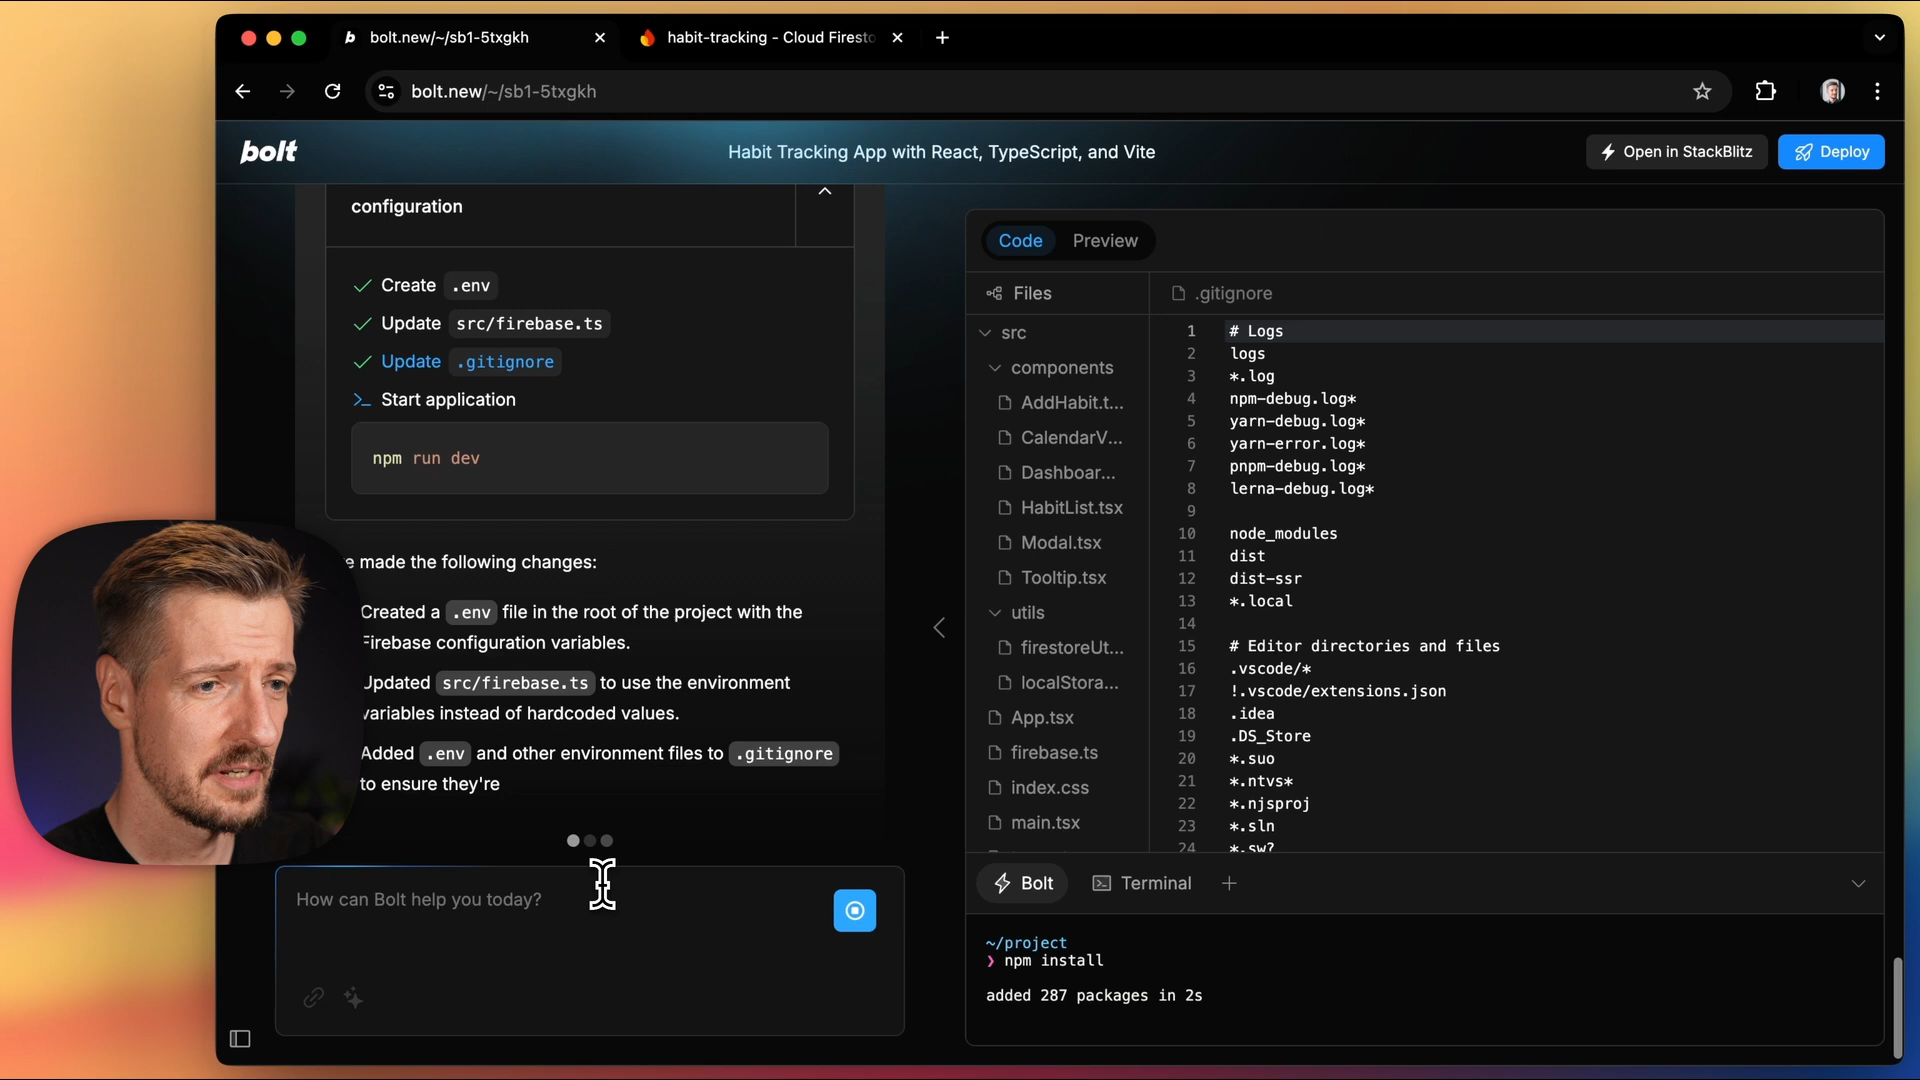 bolt.new/~/sb1-5txgkh
habit-tracking - Cloud Firesto
bolt.new/~/sb1-5txgkh
bolt
Habit Tracking App with React, TypeScript, and Vite
Open in StackBlitz
Deploy
configuration
Create .env
Update src/firebase.ts
Update .gitignore
Start application
npm run dev
e made the following changes:
Created a .env file in the root of the project with the
Firebase configuration variables.
Updated src/firebase.ts to use the environment
variables instead of hardcoded values.
Added .env and other environment files to .gitignore
to ensure they're
How can Bolt help you today?
Code
Preview
Files
src
components
AddHabit.t...
CalendarV...
Dashboar...
HabitList.tsx
Modal.tsx
Tooltip.tsx
utils
firestoreUt...
localStora...
App.tsx
firebase.ts
index.css
main.tsx
.gitignore
1 # Logs
2 logs
3 *.log
4 npm-debug.log*
5 yarn-debug.log*
6 yarn-error.log*
7 pnpm-debug.log*
8 lerna-debug.log*
9
10 node_modules
11 dist
12 dist-ssr
13 *.local
14
15 # Editor directories and files
16 .vscode/*
17 !.vscode/extensions.json
18 .idea
19 .DS_Store
20 *.suo
21 *.ntvs*
22 *.njsproj
23 *.sln
24 *.sw?
Bolt
Terminal
~/project
❯ npm install
added 287 packages in 2s